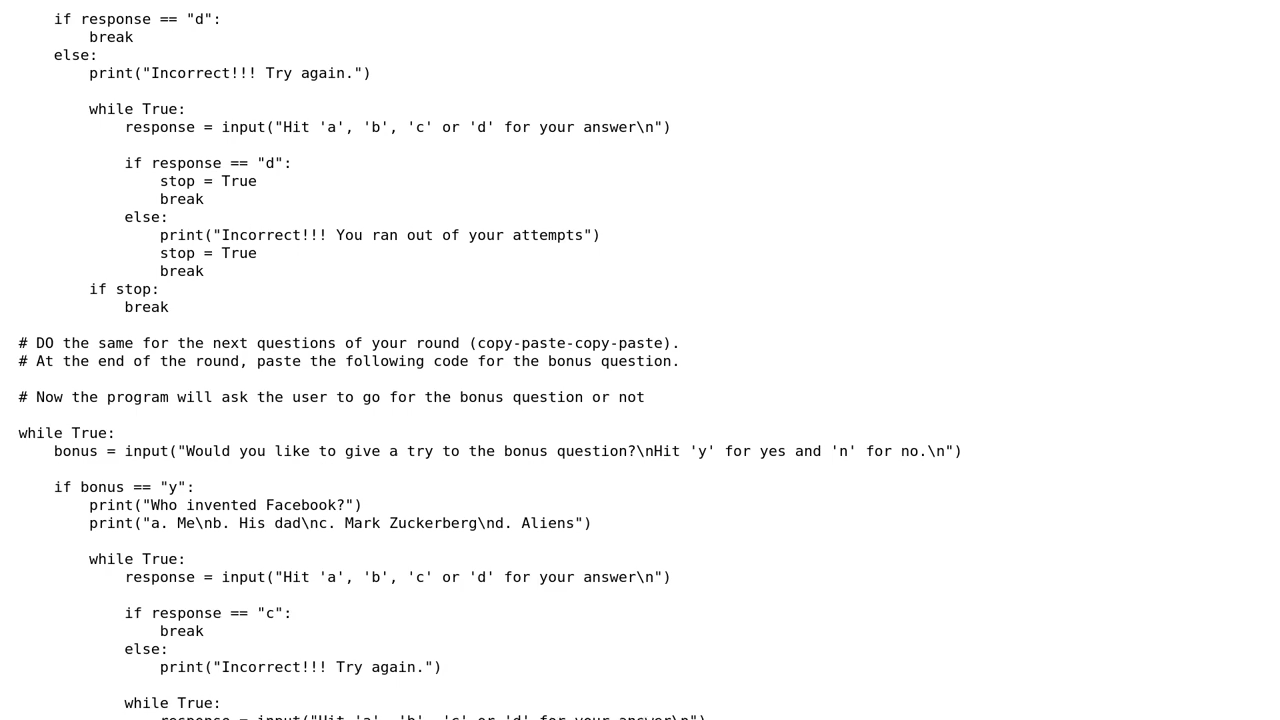 if response == "d":
        break
    else:
        print("Incorrect!!! Try again.")

        while True:
            response = input("Hit 'a', 'b', 'c' or 'd' for your answer\n")

            if response == "d":
                stop = True
                break
            else:
                print("Incorrect!!! You ran out of your attempts")
                stop = True
                break
        if stop:
            break

# DO the same for the next questions of your round (copy-paste-copy-paste).
# At the end of the round, paste the following code for the bonus question.

# Now the program will ask the user to go for the bonus question or not

while True:
    bonus = input("Would you like to give a try to the bonus question?\nHit 'y' for yes and 'n' for no.\n")

    if bonus == "y":
        print("Who invented Facebook?")
        print("a. Me\nb. His dad\nc. Mark Zuckerberg\nd. Aliens")

        while True:
            response = input("Hit 'a', 'b', 'c' or 'd' for your answer\n")

            if response == "c":
                break
            else:
                print("Incorrect!!! Try again.")

            while True:
                response = input("Hit 'a', 'b', 'c' or 'd' for your answer\n")